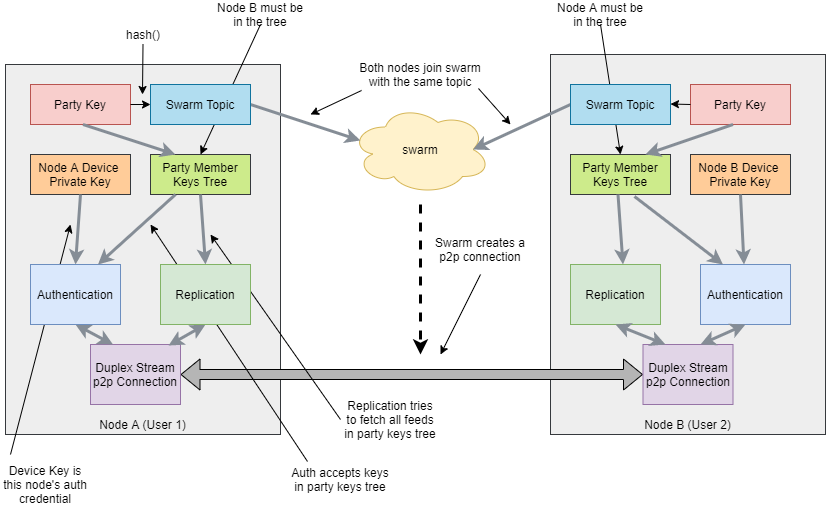 Node B must be
in the tree
Node A must be
in the tree
hash()
Both nodes join swarm
with the same topic
Party Key
Swarm Topic
Swarm Topic
Party Key
swarm
Node A Device
Private Key
Party Member
Keys Tree
Party Member
Keys Tree
Node B Device
Private Key
Swarm creates a
p2p connection
Authentication
Replication
Replication
Authentication
Duplex Stream
p2p Connection
Duplex Stream
p2p Connection
Node A (User 1)
Node B (User 2)
Replication tries
to fetch all feeds
in party keys tree
Device Key is
this node's auth
credential
Auth accepts keys
in party keys tree